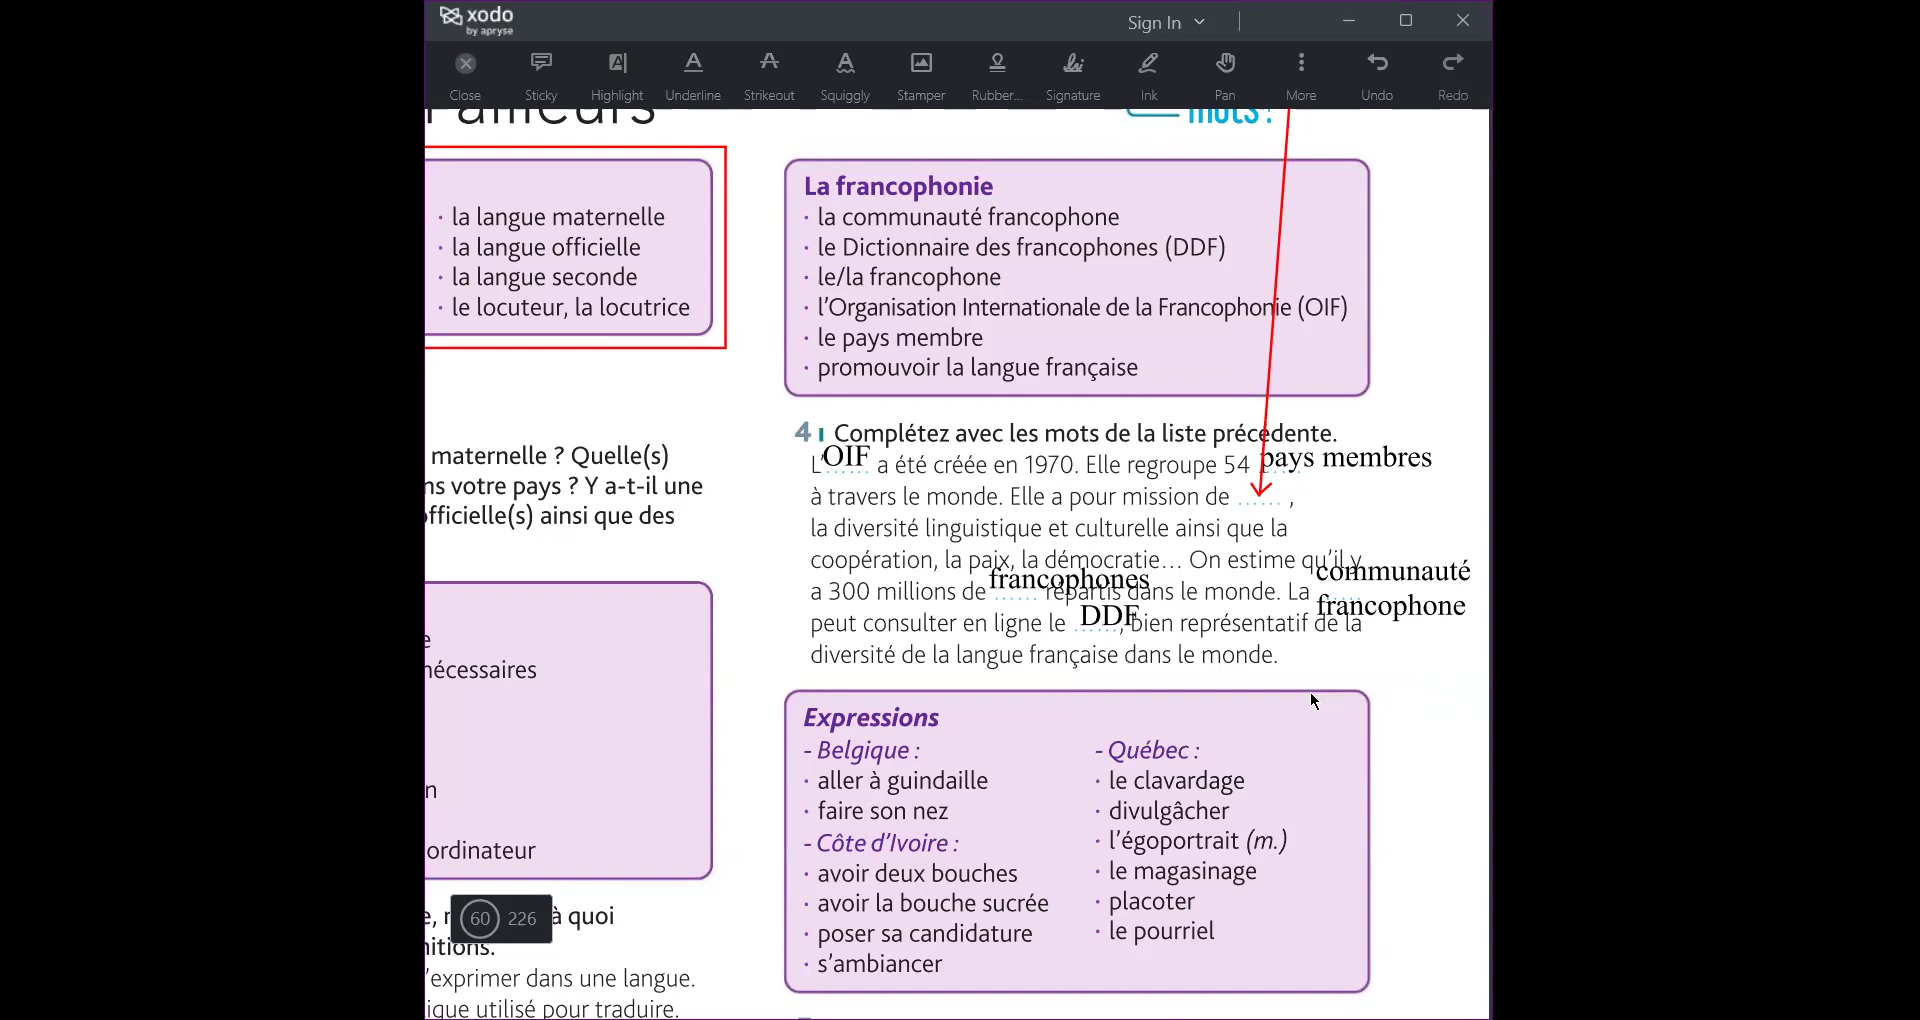 xodo
by apryse
Sign In
Close
Sticky
Highlight
Underline
Strikeout
Squiggly
Stamper
Rubber...
Signature
Ink
Pan
More
Undo
Redo
mots !
· la langue maternelle
· la langue officielle
· la langue seconde
· le locuteur, la locutrice
maternelle ? Quelle(s)
ns votre pays ? Y a-t-il une
officielle(s) ainsi que des
e
nécessaires
n
ordinateur
60 226
à quoi
nitions.
’exprimer dans une langue.
ique utilisé pour traduire.
La francophonie
· la communauté francophone
· le Dictionnaire des francophones (DDF)
· le/la francophone
· l’Organisation Internationale de la Francophonie (OIF)
· le pays membre
· promouvoir la langue française
4 Complétez avec les mots de la liste précédente.
L’OIF a été créée en 1970. Elle regroupe 54 pays membres
à travers le monde. Elle a pour mission de ...... ,
la diversité linguistique et culturelle ainsi que la
coopération, la paix, la démocratie... On estime qu’il y
a 300 millions de francophones répartis dans le monde. La communauté francophone
peut consulter en ligne le DDF, bien représentatif de la
diversité de la langue française dans le monde.
Expressions
- Belgique :
· aller à guindaille
· faire son nez
- Côte d’Ivoire :
· avoir deux bouches
· avoir la bouche sucrée
· poser sa candidature
· s’ambiancer
- Québec :
· le clavardage
· divulgâcher
· l’égoportrait (m.)
· le magasinage
· placoter
· le pourriel